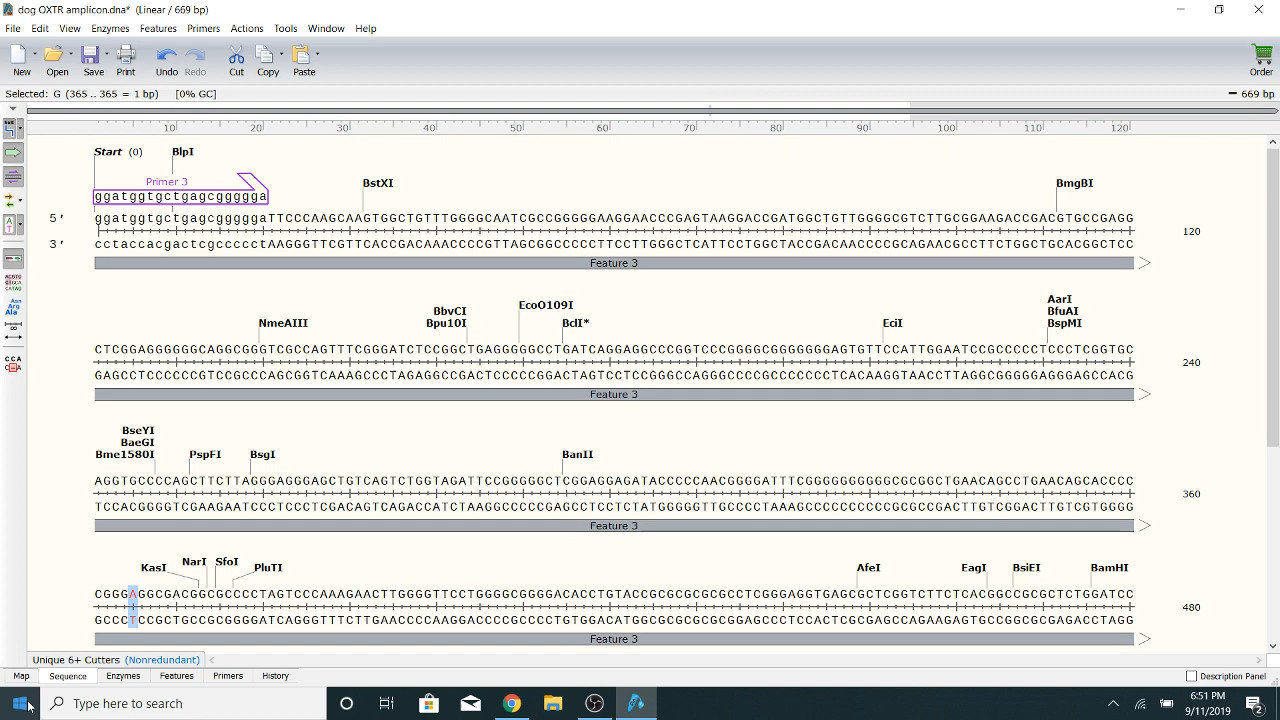 dog OXTR amplicon.dna* (Linear / 669 bp)
File Edit View Enzymes Features Primers Actions Tools Window Help
New Open Save Print Undo Redo Cut Copy Paste Order
Selected: G (365 .. 365 = 1 bp) [0% GC]
669 bp
10 20 30 40 50 60 70 80 90 100 110 120
Start (0) BlpI
Primer 3
BstXI BmgBI
ggatggtgctgagcggggga
5' ggatggtgctgagcgggggaTTCCCAAGCAAGTGGCTGTTTGGGGCAATCGCCGGGGGAAGGAACCCGAGTAAGGACCGATGGCTGTTGGGGCGTCTTGCGGAAGACCGACGTGCCGAGG
120
3' cctaccacgactcgccccctAAGGGTTCGTTCACCGACAAACCCCGTTAGCGGCCCCCTTCCTTGGGCTCATTCCTGGCTACCGACAACCCCGCAGAACGCCTTCTGGCTGCACGGCTCC
Feature 3
EcoO109I
AarI
BbvCI
BfuAI
NmeAIII Bpu10I BclI* EciI BspMI
CTCGGAGGGGGGCAGGCGGGTCGCCAGTTTCGGGATCTCCGGCTGAGGGGGCCTGATCAGGAGGCCCGGTCCCGGGGCGGGGGGGAGTGTTCCATTGGAATCCGCCCCCTCCCTCGGTGC
240
GAGCCTCCCCCCGTCCGCCCAGCGGTCAAAGCCCTAGAGGCCGACTCCCCCGGACTAGTCCTCCGGGCCAGGGCCCCGCCCCCCCTCACAAGGTAACCTTAGGCGGGGGAGGGAGCCACG
Feature 3
BseYI
BaeGI
Bme1580I PspFI BsgI BanII
AGGTGCCCCAGCTTCTTAGGGAGGGAGCTGTCAGTCTGGTAGATTCCGGGGGCTCGGAGGAGATACCCCCAACGGGGATTTCGGGGGGGGGGCGCGGCTGAACAGCCTGAACAGCACCCC
360
TCCACGGGGTCGAAGAATCCCTCCCTCGACAGTCAGACCATCTAAGGCCCCCGAGCCTCCTCTATGGGGGTTGCCCCTAAAGCCCCCCCCCCGCGCCGACTTGTCGGACTTGTCGTGGGG
Feature 3
KasI NarI SfoI PluTI AfeI EagI BsiEI BamHI
CGGGAGGCGACGGCGCCCCTAGTCCCAAAGAACTTGGGGTTCCTGGGGCGGGGACACCTGTACCGCGCGCGCGCCTCGGGAGGTGAGCGCTCGGTCTTCTCACGGCCGCGCTCTGGATCC
480
GCCCTCCGCTGCCGCGGGGATCAGGGTTTCTTGAACCCCAAGGACCCCGCCCCTGTGGACATGGCGCGCGCGCGGAGCCCTCCACTCGCGAGCCAGAAGAGTGCCGGCGCGAGACCTAGG
Feature 3
Unique 6+ Cutters (Nonredundant)
Map Sequence Enzymes Features Primers History Description Panel
Type here to search
6:51 PM
9/11/2019
2